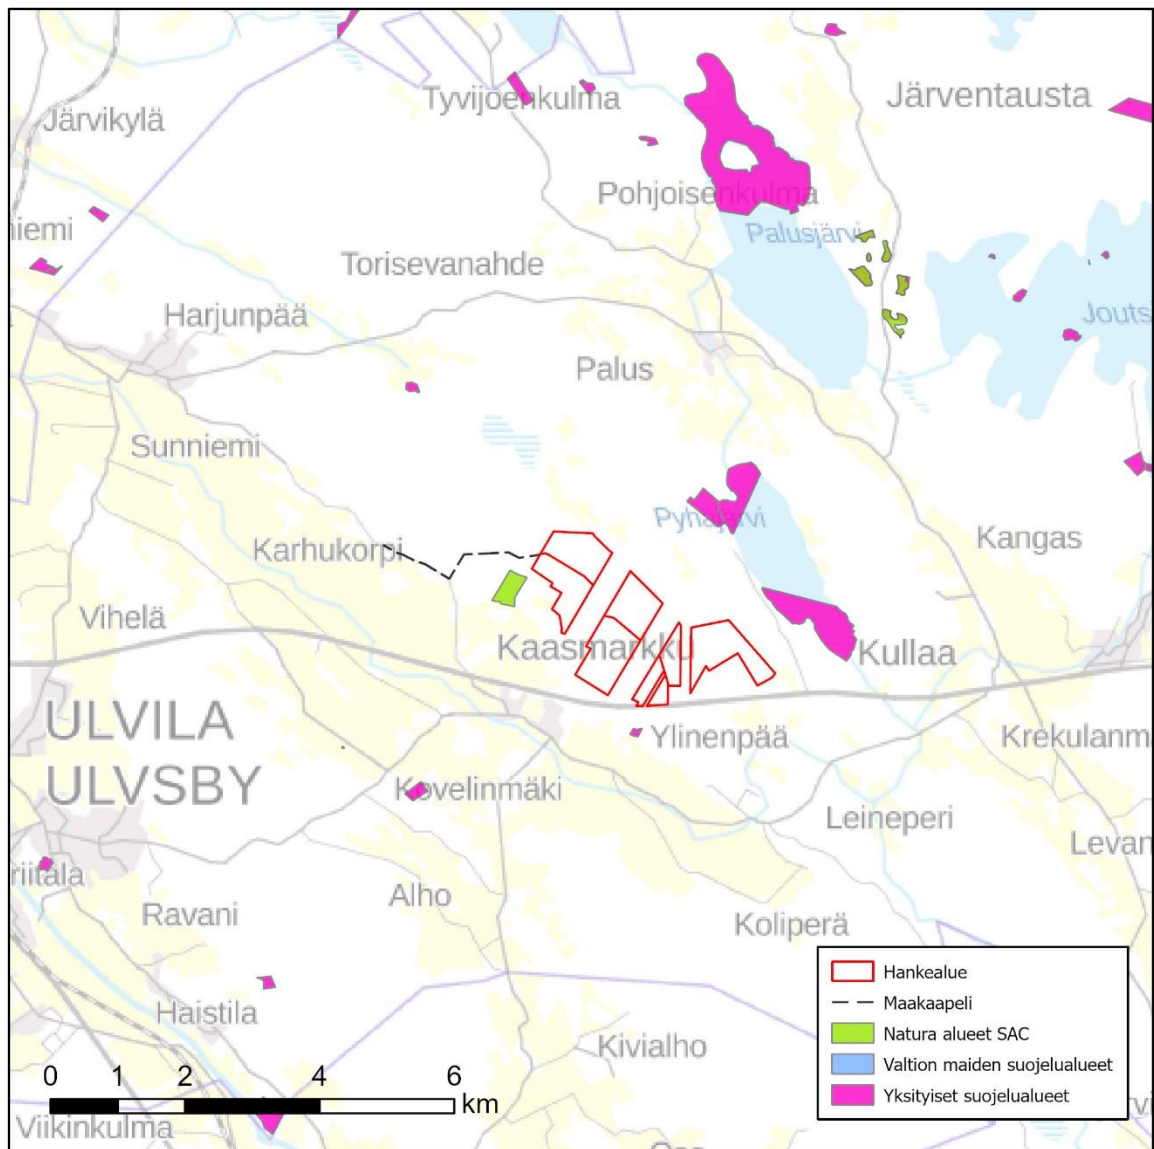 Järvikylä
Tyvijoenkulma
Järventausta
Pohjoisenkulma
niemi
Palusjärvi
Torisevanahde
Harjunpää
Jouts
Palus
Sunniemi
Pyhäjärvi
Karhukorpi
Kangas
Vihelä
Kaasmarkku
Kullaa
ULVILA
ULVSBY
Ylinenpää
Krekulanm
Kovelinmäki
Leineperi
Levan
riitala
Alho
Ravani
Koliperä
Haistila
Kivialho
Viikinkulma
Hankealue
Maakaapeli
Natura alueet SAC
Valtion maiden suojelualueet
Yksityiset suojelualueet
0 1 2 4 6
km